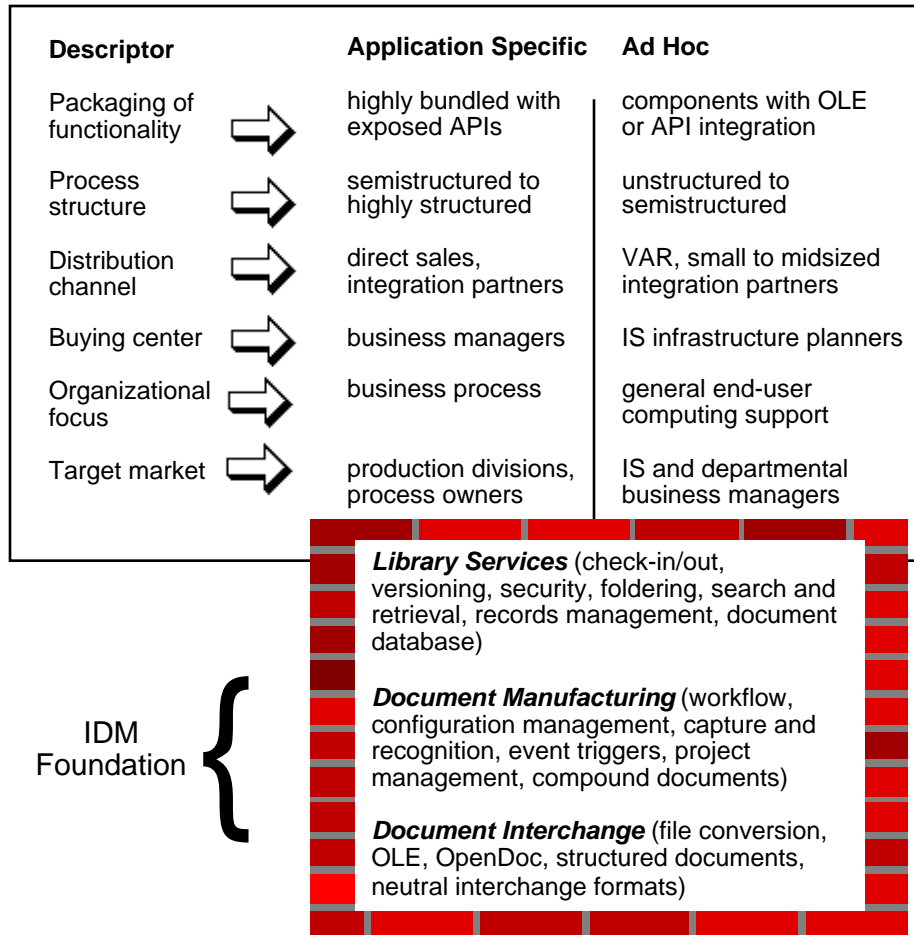 Descriptor Application Specific Ad Hoc
Packaging of functionality highly bundled with exposed APIs components with OLE or API integration
Process structure semistructured to highly structured unstructured to semistructured
Distribution channel direct sales, integration partners VAR, small to midsized integration partners
Buying center business managers IS infrastructure planners
Organizational focus business process general end-user computing support
Target market production divisions, process owners IS and departmental business managers
Library Services (check-in/out,
versioning, security, foldering, search and
retrieval, records management, document
database)
IDM
Foundation
{
Document Manufacturing (workflow,
configuration management, capture and
recognition, event triggers, project
management, compound documents)
Document Interchange (file conversion,
OLE, OpenDoc, structured documents,
neutral interchange formats)